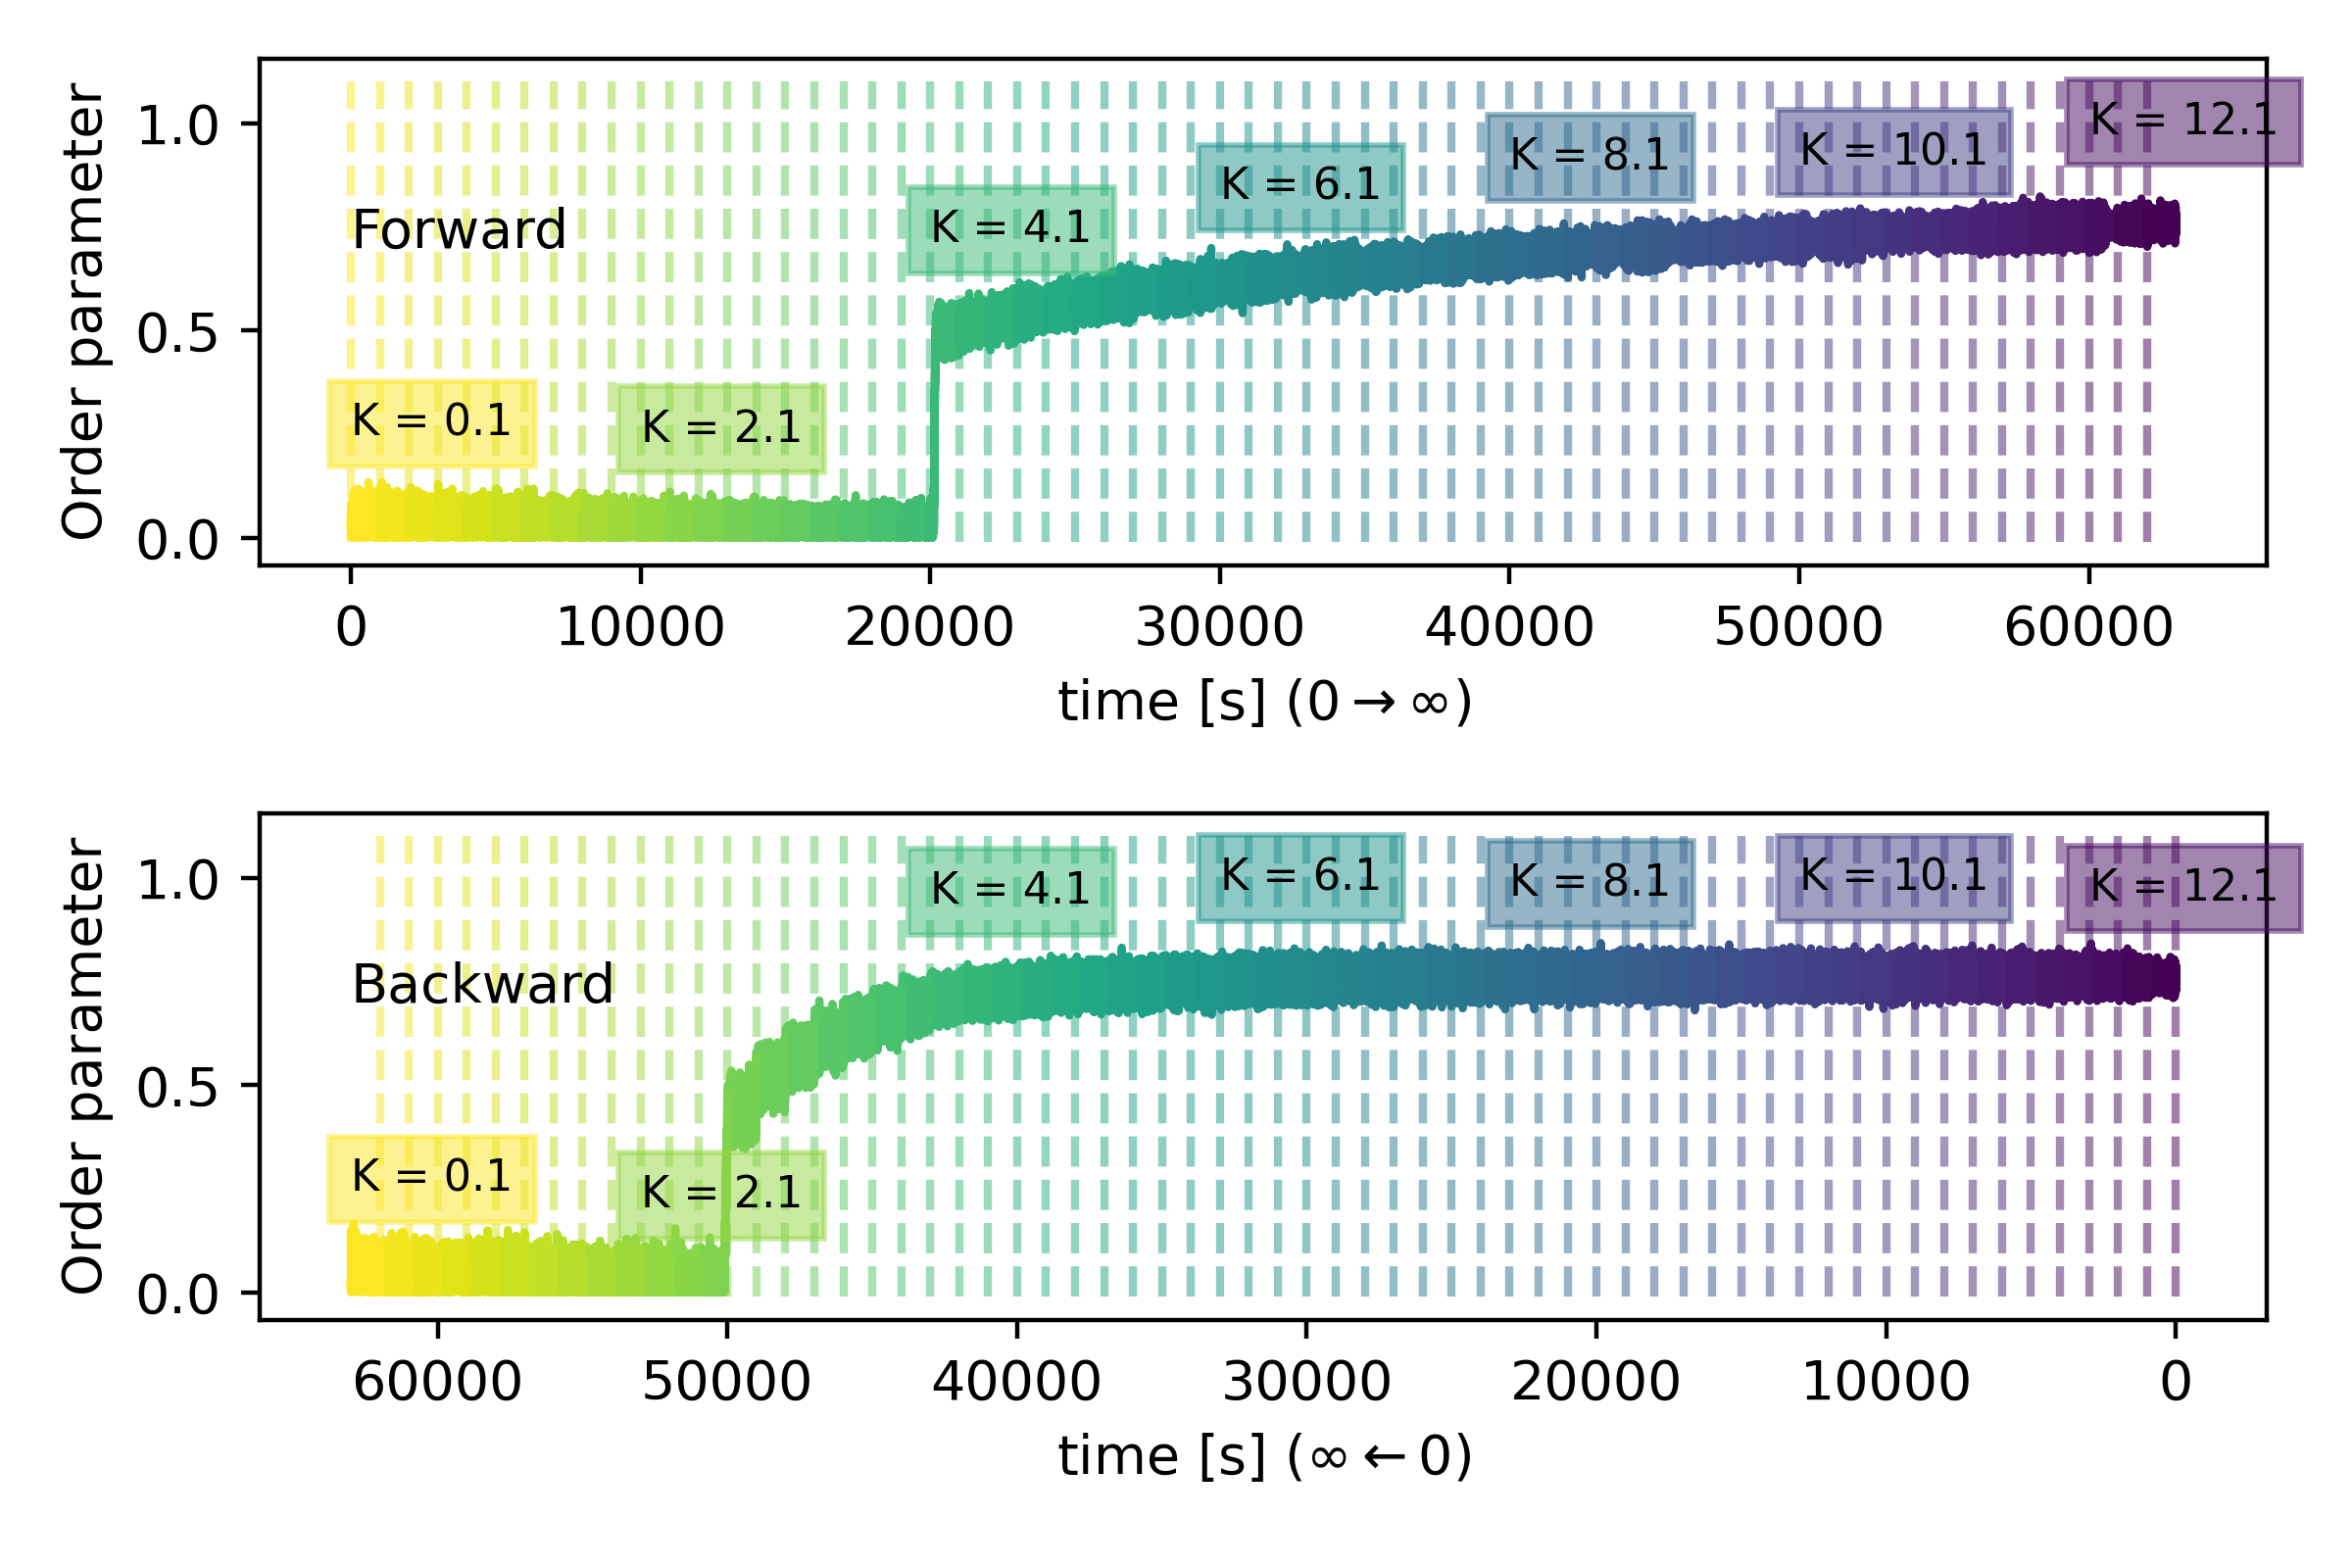 Order parameter
1.0
0.5
0.0
Forward
K = 0.1
K = 2.1
K = 4.1
K = 6.1
K = 8.1
K = 10.1
K = 12.1
0 10000 20000 30000 40000 50000 60000
time [s] (0→∞)
Order parameter
1.0
0.5
0.0
Backward
K = 0.1
K = 2.1
K = 4.1
K = 6.1
K = 8.1
K = 10.1
K = 12.1
60000 50000 40000 30000 20000 10000 0
time [s] (∞←0)